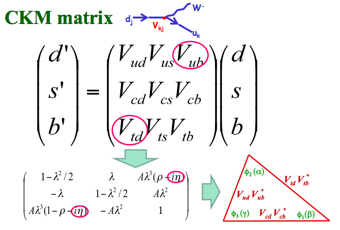 CKM matrix
d_j V_kj W⁻ u_k
( d' ) = ( V_ud V_us V_ub ) ( d )
( s' ) = ( V_cd V_cs V_cb ) ( s )
( b' ) = ( V_td V_ts V_tb ) ( b )
1−λ²/2 λ Aλ³(ρ−iη)
−λ 1−λ²/2 Aλ²
Aλ³(1−ρ−iη) −Aλ² 1
ϕ₂(α) V_td V_tb*
V_ud V_ub*
ϕ₃(γ) V_cd V_cb* ϕ₁(β)